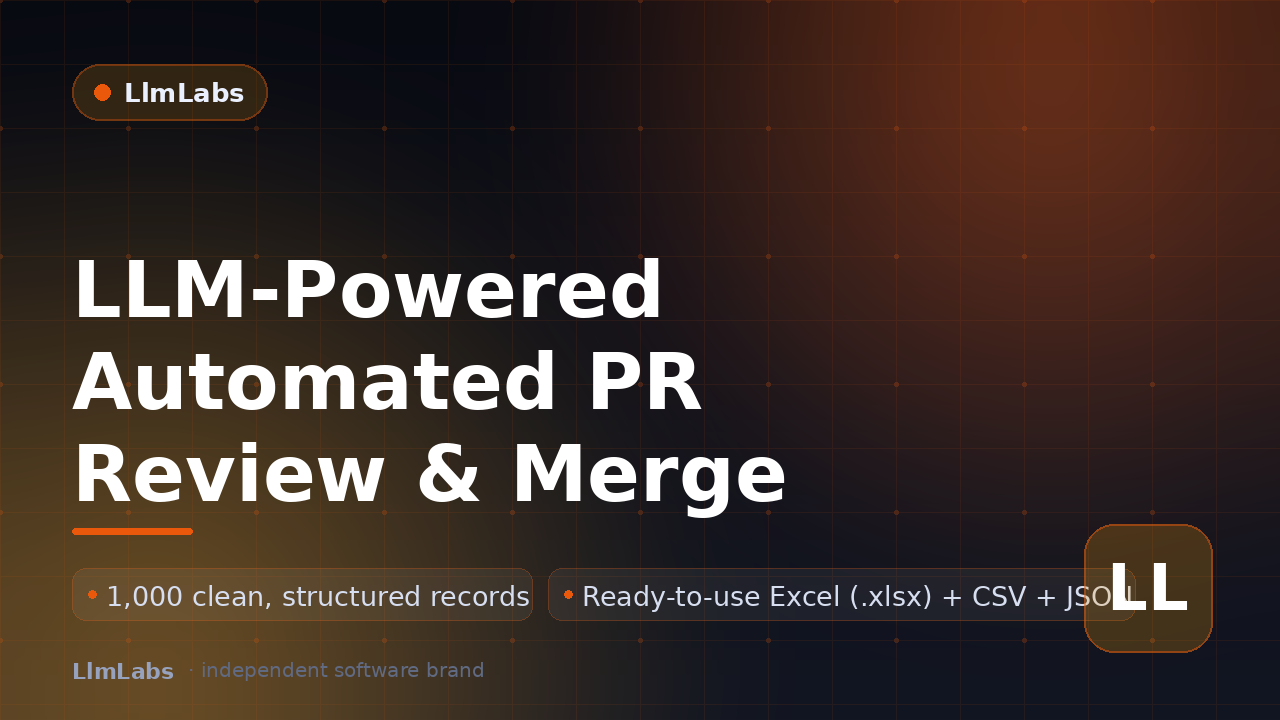 LlmLabs
LLM-Powered
Automated PR
Review & Merge
• 1,000 clean, structured records
• Ready-to-use Excel (.xlsx) + CSV + JSON
LL
LlmLabs · independent software brand